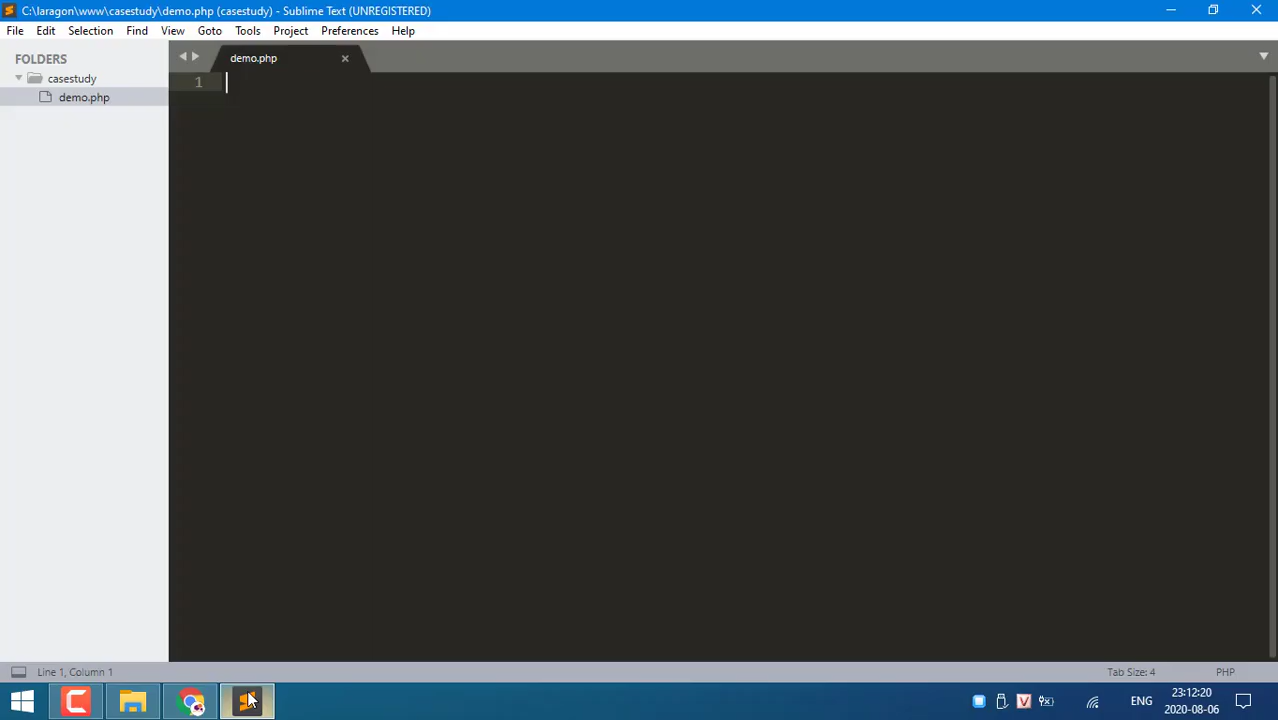 C:\laragon\www\casestudy\demo.php (casestudy) - Sublime Text (UNREGISTERED)
File Edit Selection Find View Goto Tools Project Preferences Help
FOLDERS
casestudy
demo.php
demo.php
1
Line 1, Column 1
Tab Size: 4
PHP
ENG
23:12:20
2020-08-06